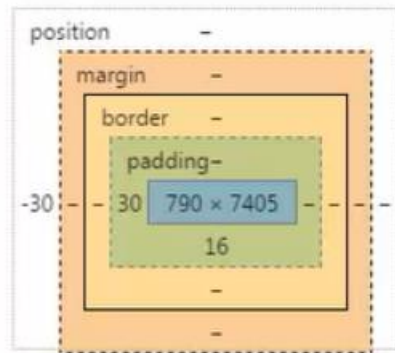 position –
margin –
border –
padding–
-30 – – 30 790 × 7405 – – – –
16
–
–